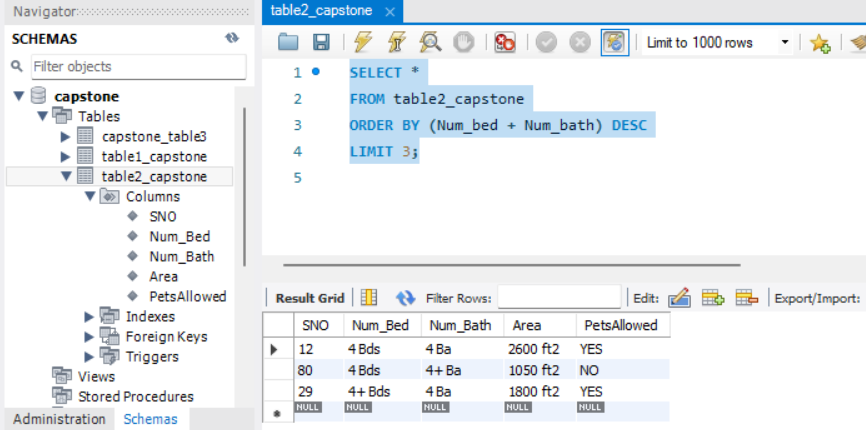 Navigator
SCHEMAS
Filter objects
capstone
Tables
capstone_table3
table1_capstone
table2_capstone
Columns
SNO
Num_Bed
Num_Bath
Area
PetsAllowed
Indexes
Foreign Keys
Triggers
Views
Stored Procedures
Administration Schemas
table2_capstone
Limit to 1000 rows
1 SELECT *
2 FROM table2_capstone
3 ORDER BY (Num_bed + Num_bath) DESC
4 LIMIT 3;
5
Result Grid Filter Rows: Edit: Export/Import:
SNO Num_Bed Num_Bath Area PetsAllowed
12 4 Bds 4 Ba 2600 ft2 YES
80 4 Bds 4+ Ba 1050 ft2 NO
29 4+ Bds 4 Ba 1800 ft2 YES
NULL NULL NULL NULL NULL